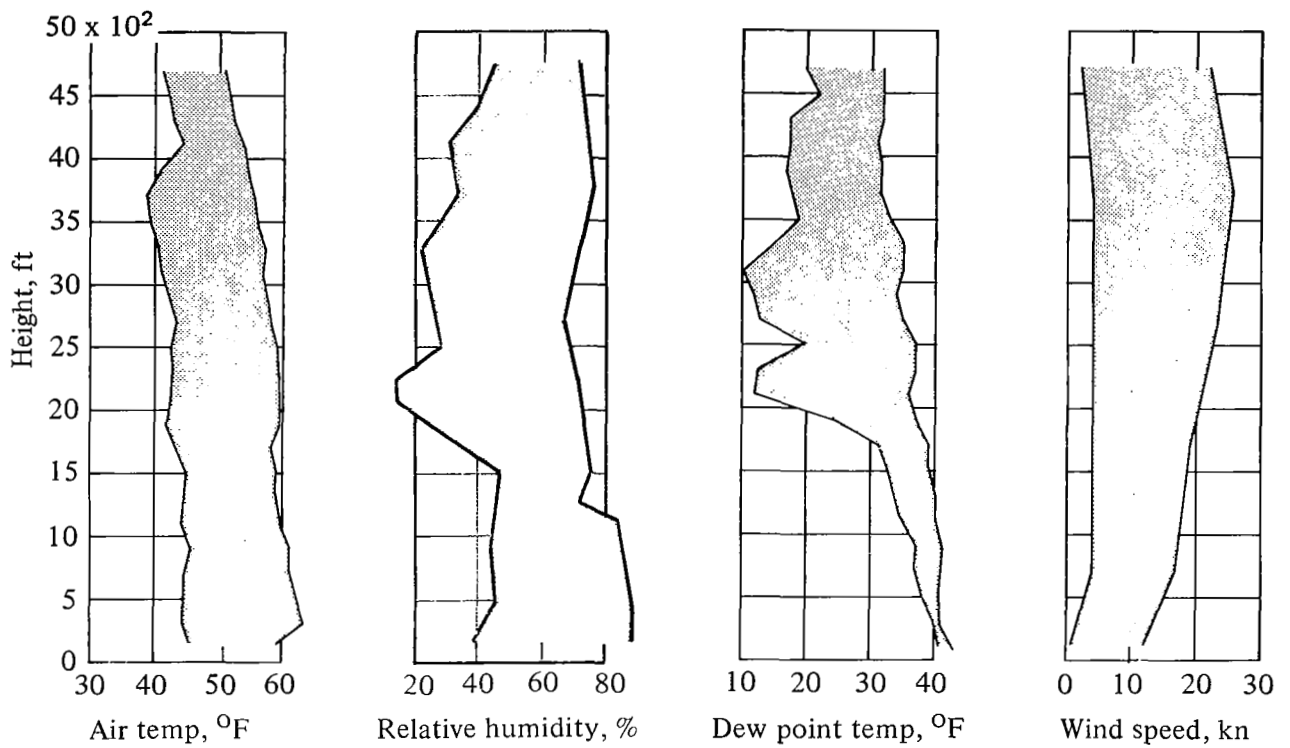 50 x 10²
45
40
35
30
25
20
15
10
5
0
Height, ft
30 40 50 60
Air temp, °F
20 40 60 80
Relative humidity, %
10 20 30 40
Dew point temp, °F
0 10 20 30
Wind speed, kn